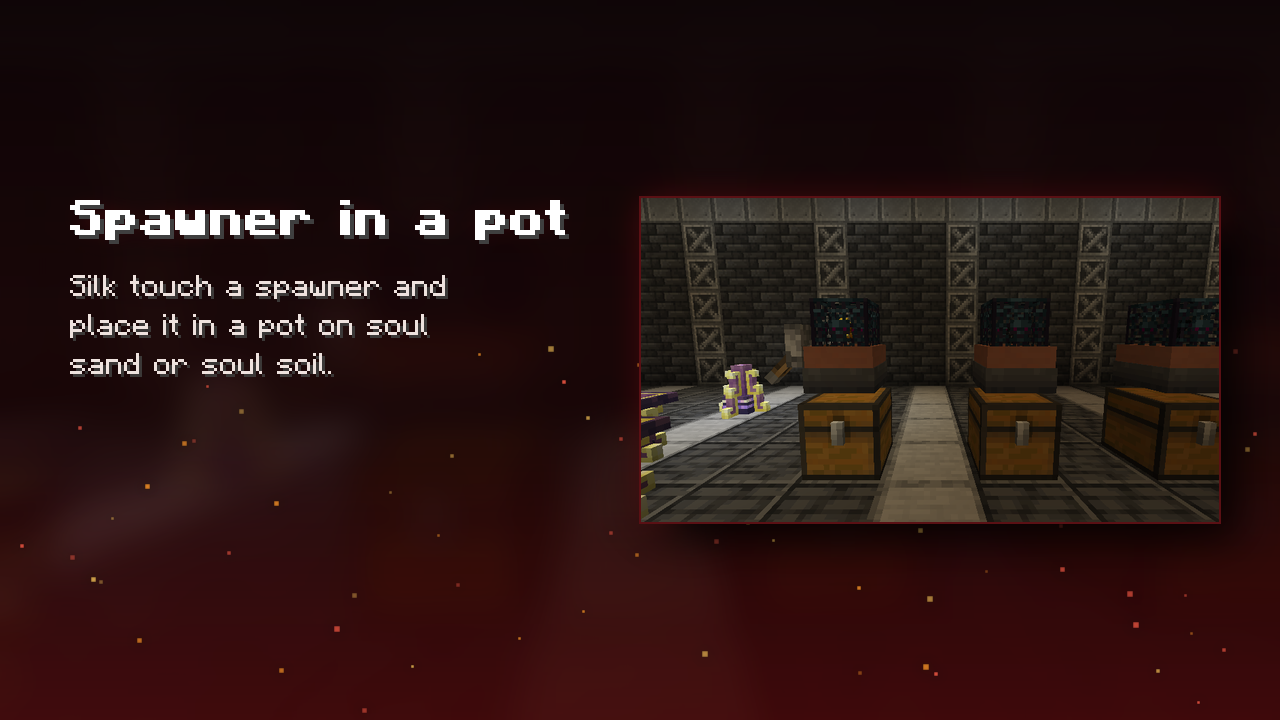 Spawner in a pot
Silk touch a spawner and
place it in a pot on soul
sand or soul soil.